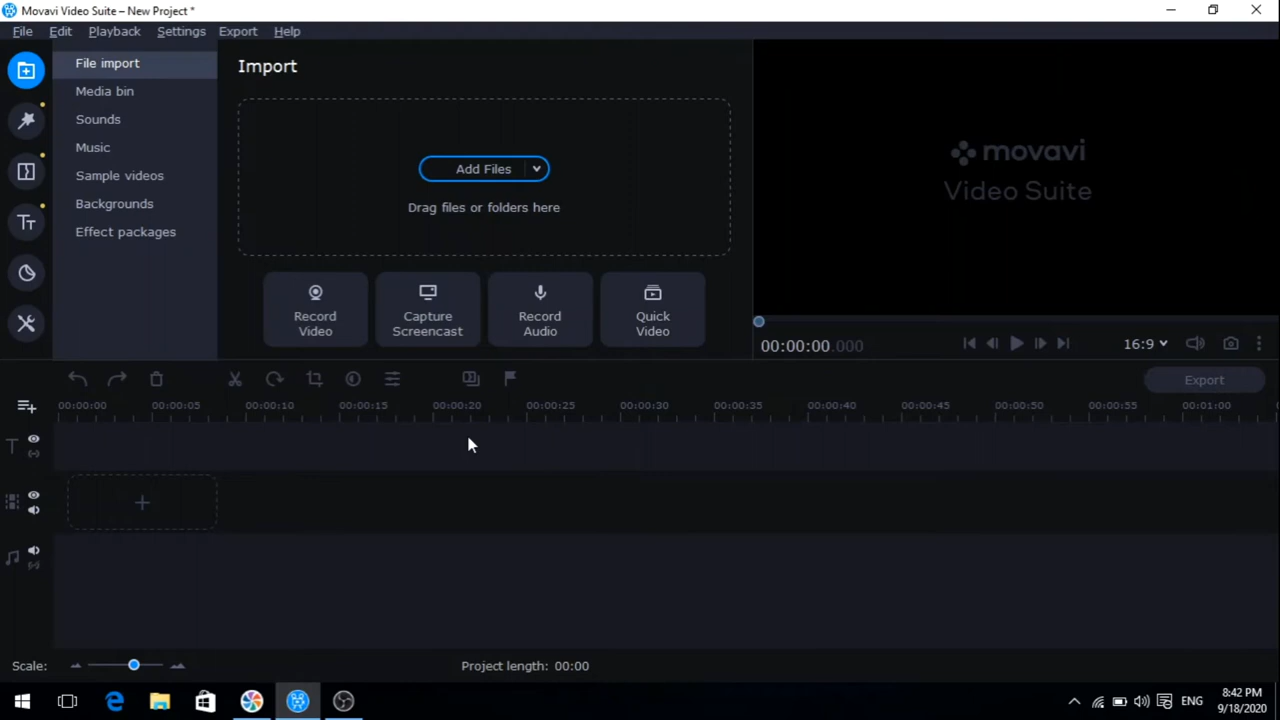 Movavi Video Suite – New Project *
File Edit Playback Settings Export Help
File import
Media bin
Sounds
Music
Sample videos
Backgrounds
Effect packages
Import
Add Files
Drag files or folders here
Record Video
Capture Screencast
Record Audio
Quick Video
movavi
Video Suite
00:00:00.000
16:9
Export
00:00:00 00:00:05 00:00:10 00:00:15 00:00:20 00:00:25 00:00:30 00:00:35 00:00:40 00:00:45 00:00:50 00:00:55 00:01:00
Scale:
Project length: 00:00
ENG
8:42 PM
9/18/2020